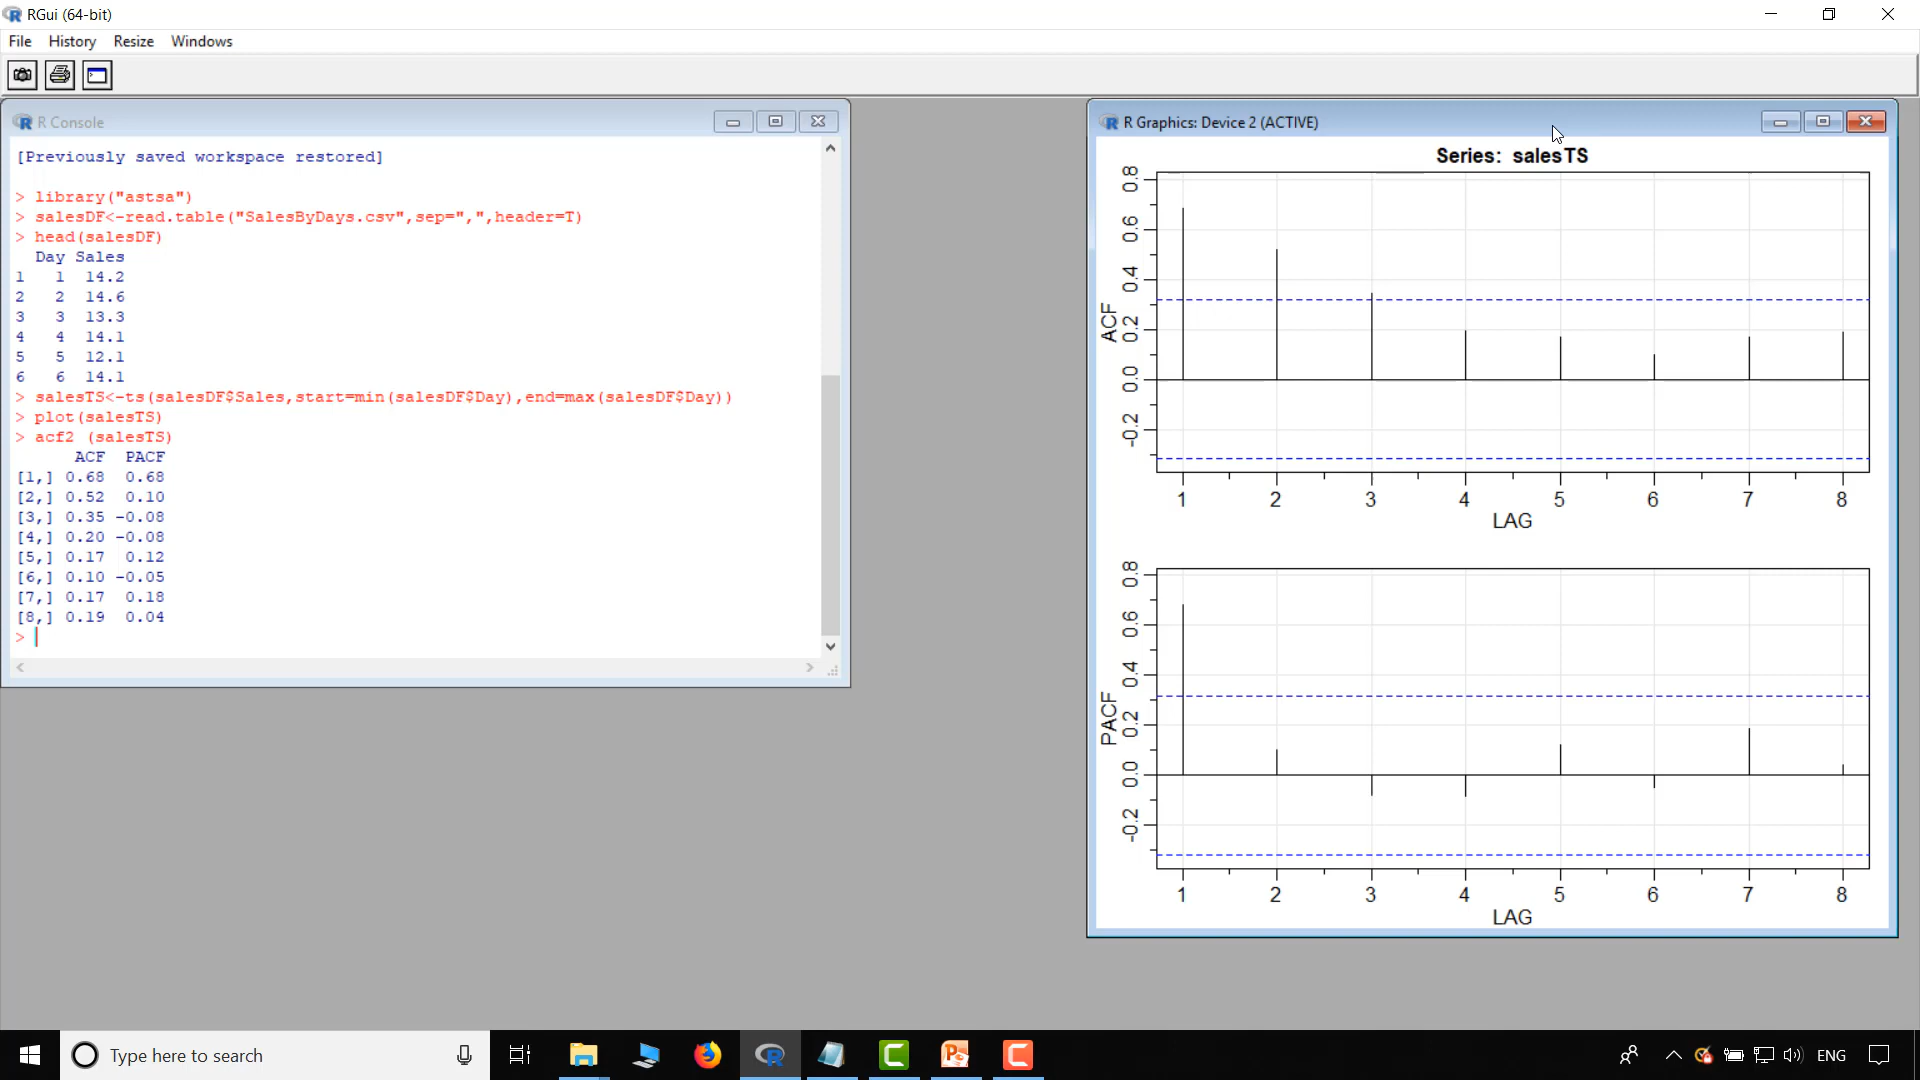 RGui (64-bit)
File History Resize Windows
R Console
[Previously saved workspace restored]
> library("astsa")
> salesDF<-read.table("SalesByDays.csv",sep=",",header=T)
> head(salesDF)
  Day Sales
1   1  14.2
2   2  14.6
3   3  13.3
4   4  14.1
5   5  12.1
6   6  14.1
> salesTS<-ts(salesDF$Sales,start=min(salesDF$Day),end=max(salesDF$Day))
> plot(salesTS)
> acf2 (salesTS)
      ACF  PACF
[1,] 0.68  0.68
[2,] 0.52  0.10
[3,] 0.35 -0.08
[4,] 0.20 -0.08
[5,] 0.17  0.12
[6,] 0.10 -0.05
[7,] 0.17  0.18
[8,] 0.19  0.04
>
R Graphics: Device 2 (ACTIVE)
Series: salesTS
ACF
0.8
0.6
0.4
0.2
0.0
-0.2
1 2 3 4 5 6 7 8
LAG
PACF
0.8
0.6
0.4
0.2
0.0
-0.2
1 2 3 4 5 6 7 8
LAG
Type here to search
ENG